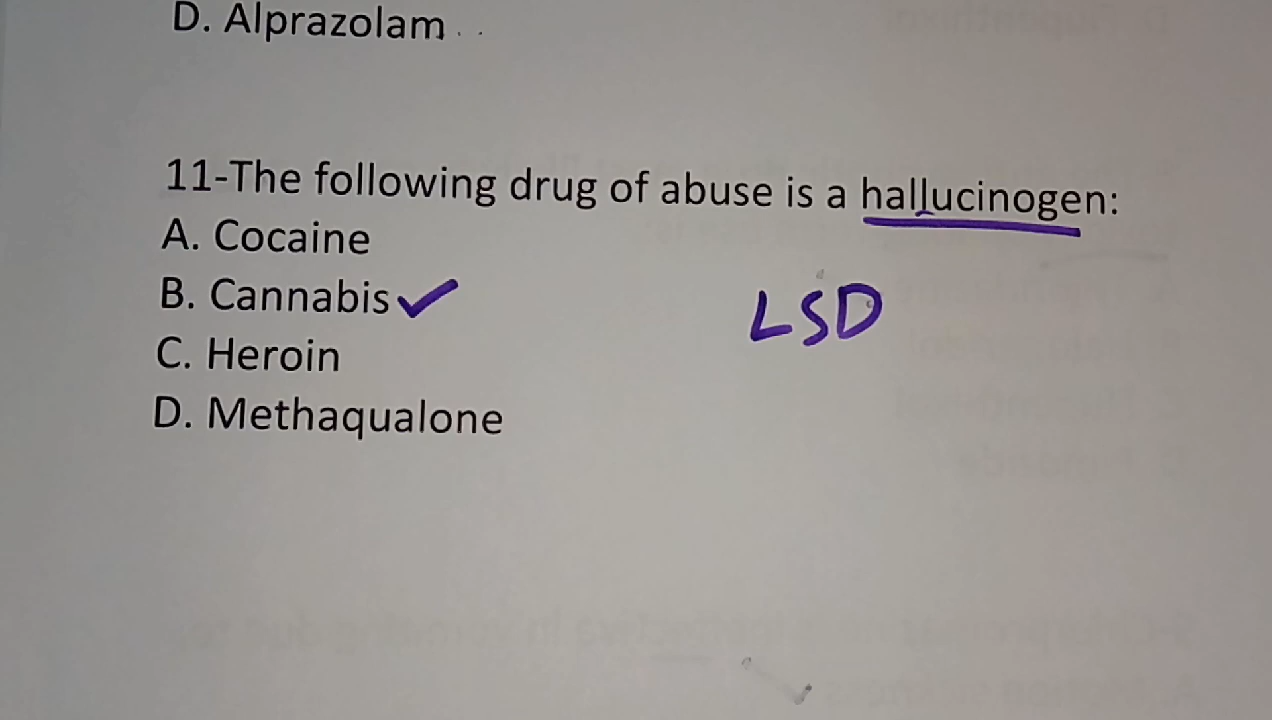 D. Alprazolam
11-The following drug of abuse is a hallucinogen:
A. Cocaine
B. Cannabis
LSD
C. Heroin
D. Methaqualone